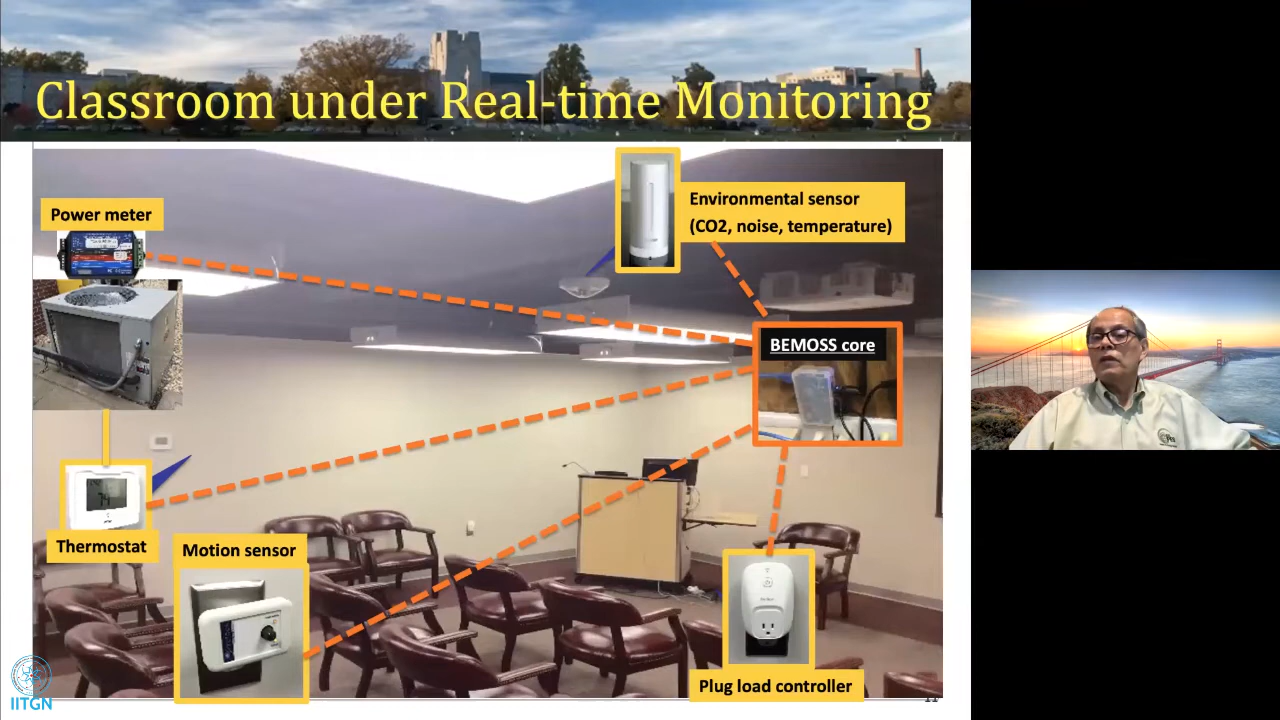 Classroom under Real-time Monitoring
Power meter
Environmental sensor
(CO2, noise, temperature)
BEMOSS core
Thermostat
Motion sensor
Plug load controller
11
IITGN